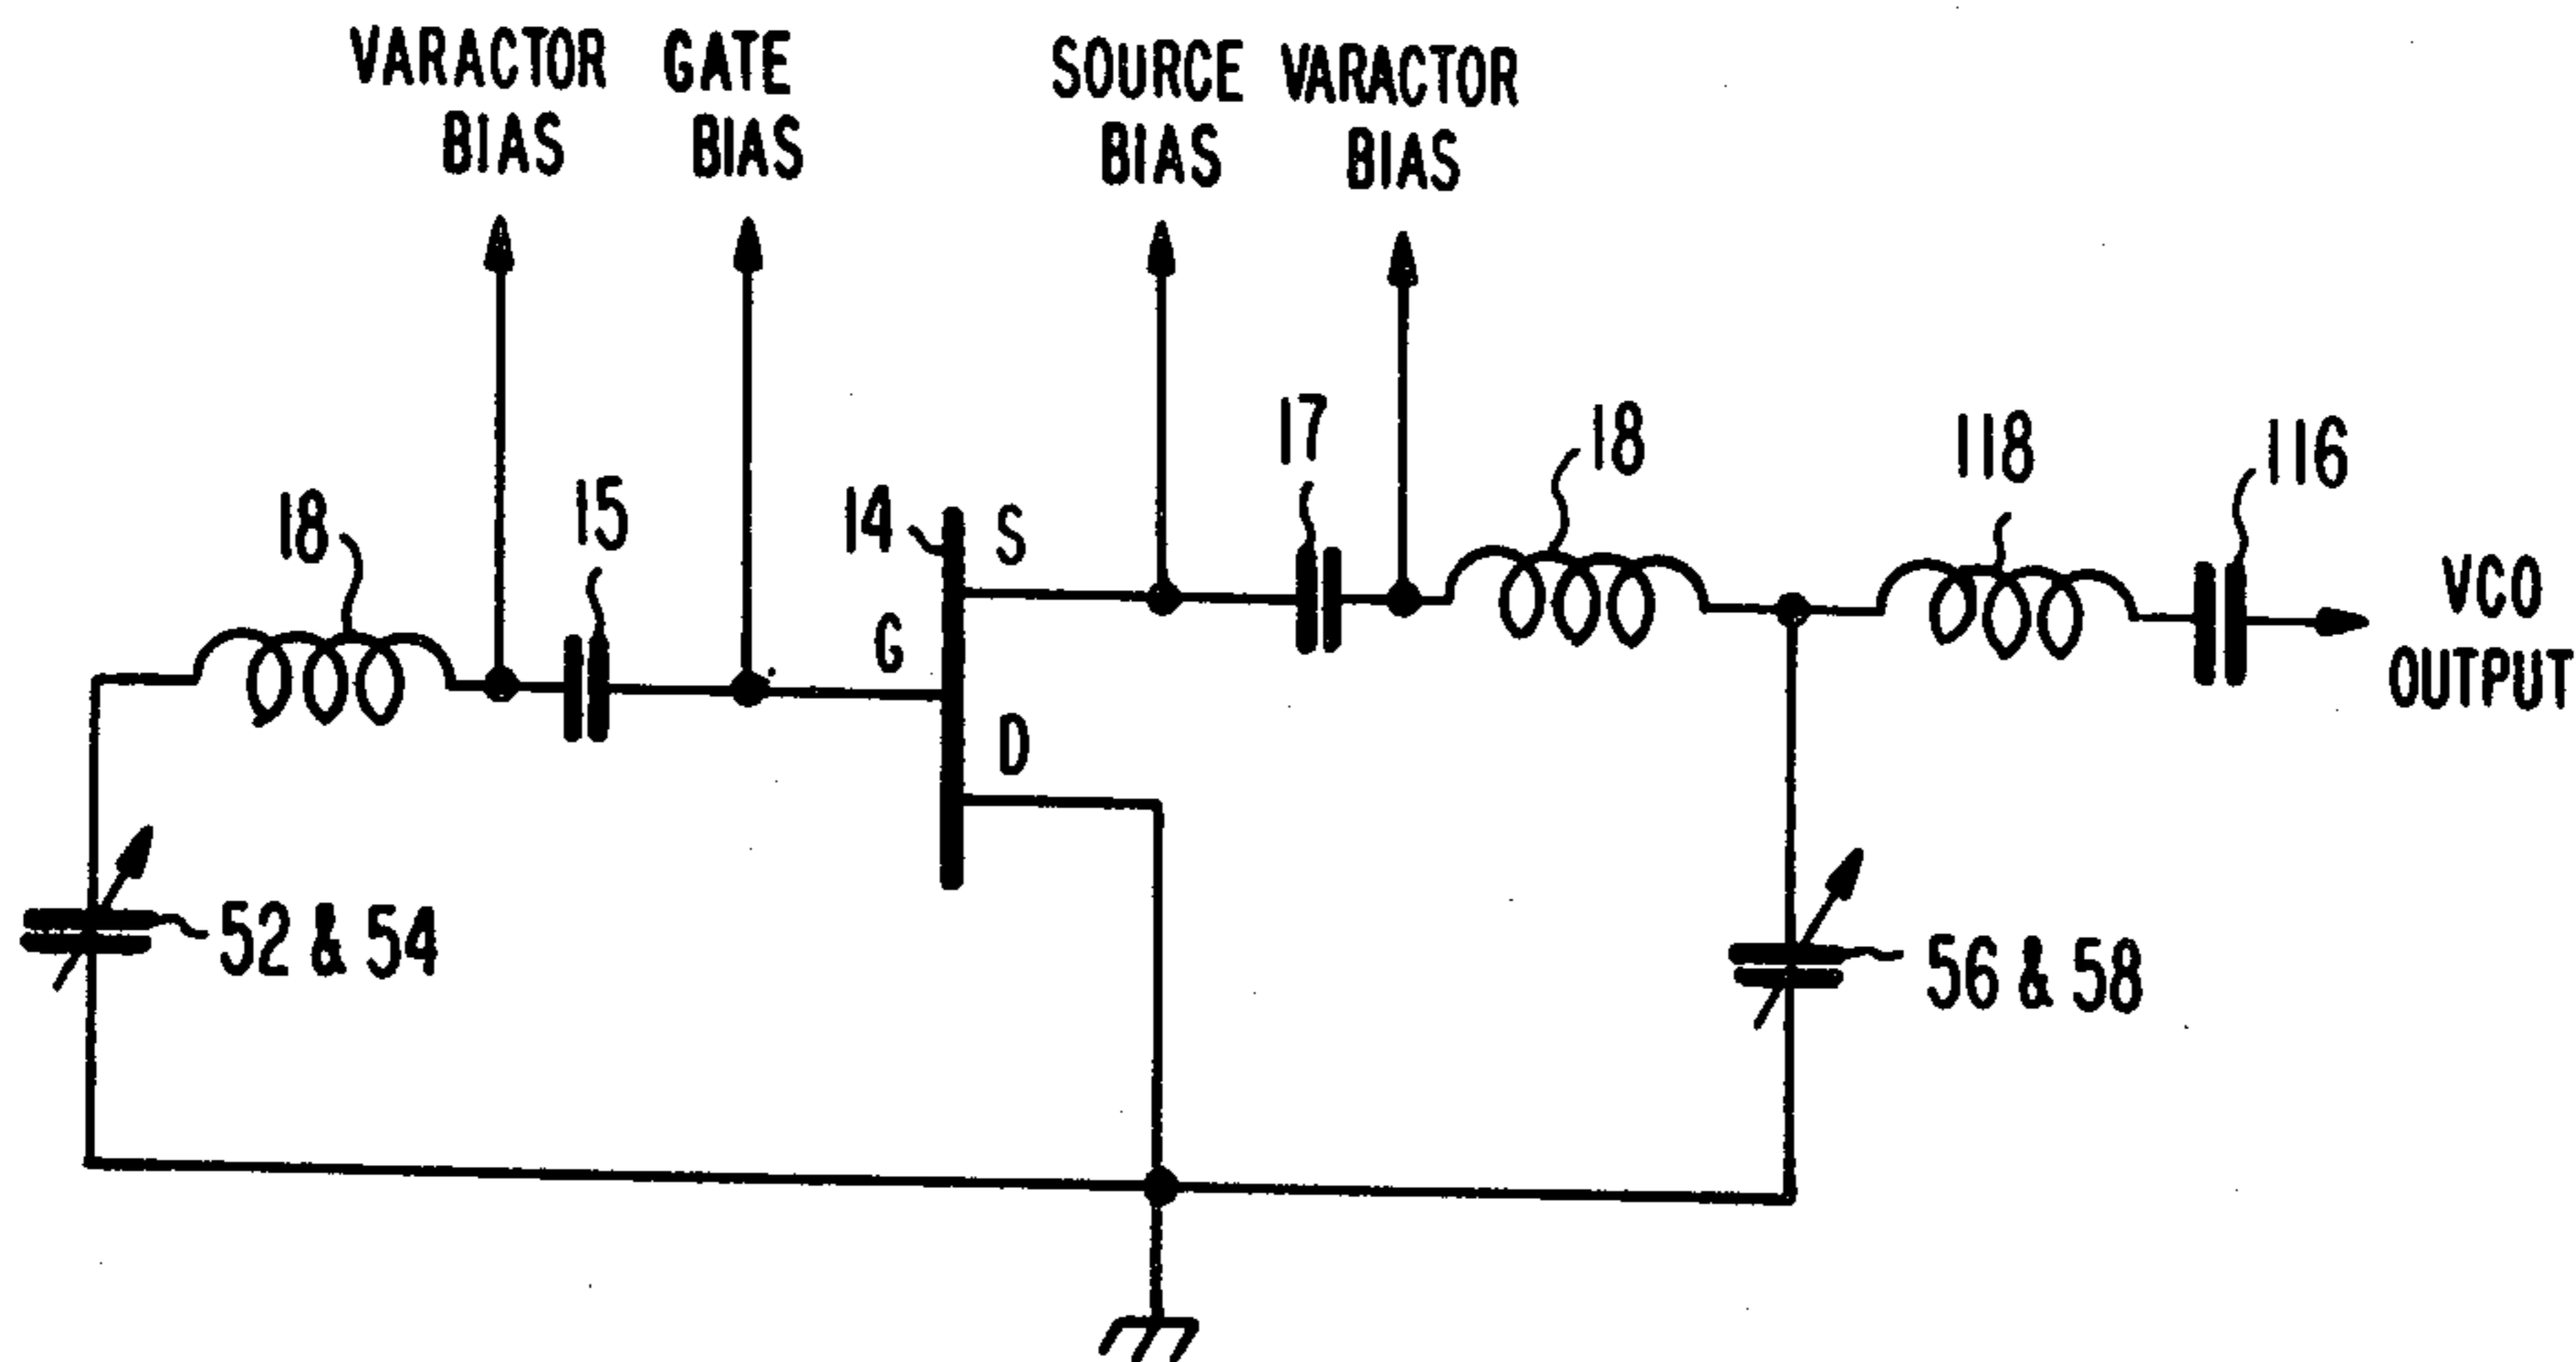 VARACTOR
BIAS
GATE
BIAS
SOURCE
BIAS
VARACTOR
BIAS
18
15
14
S
G
D
17
18
118
116
VCO
OUTPUT
52 & 54
56 & 58